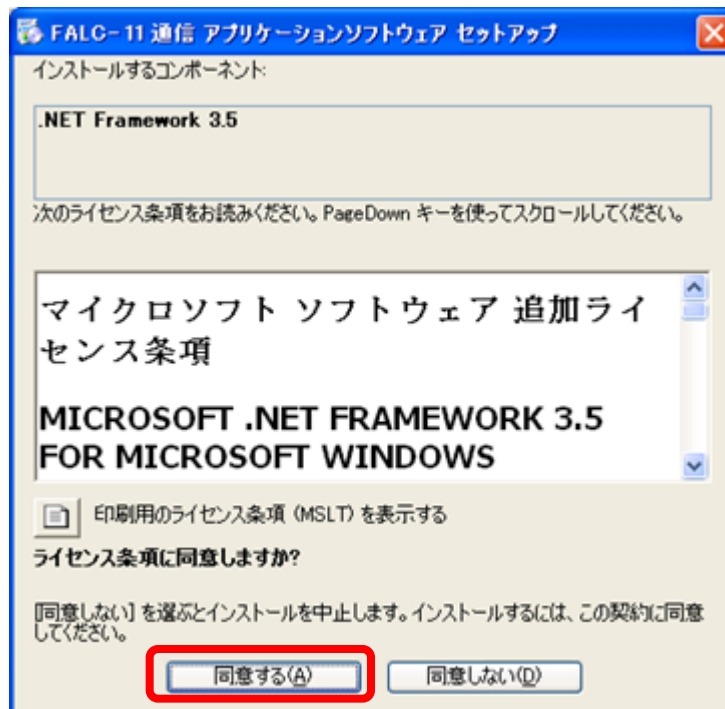 FALC-11 通信 アプリケーションソフトウェア セットアップ
インストールするコンポーネント:
.NET Framework 3.5
次のライセンス条項をお読みください。PageDown キーを使ってスクロールしてください。
マイクロソフト ソフトウェア 追加ライ
センス条項
MICROSOFT .NET FRAMEWORK 3.5
FOR MICROSOFT WINDOWS
印刷用のライセンス条項 (MSLT) を表示する
ライセンス条項に同意しますか?
[同意しない] を選ぶとインストールを中止します。インストールするには、この契約に同意
してください。
同意する(A) 同意しない(D)